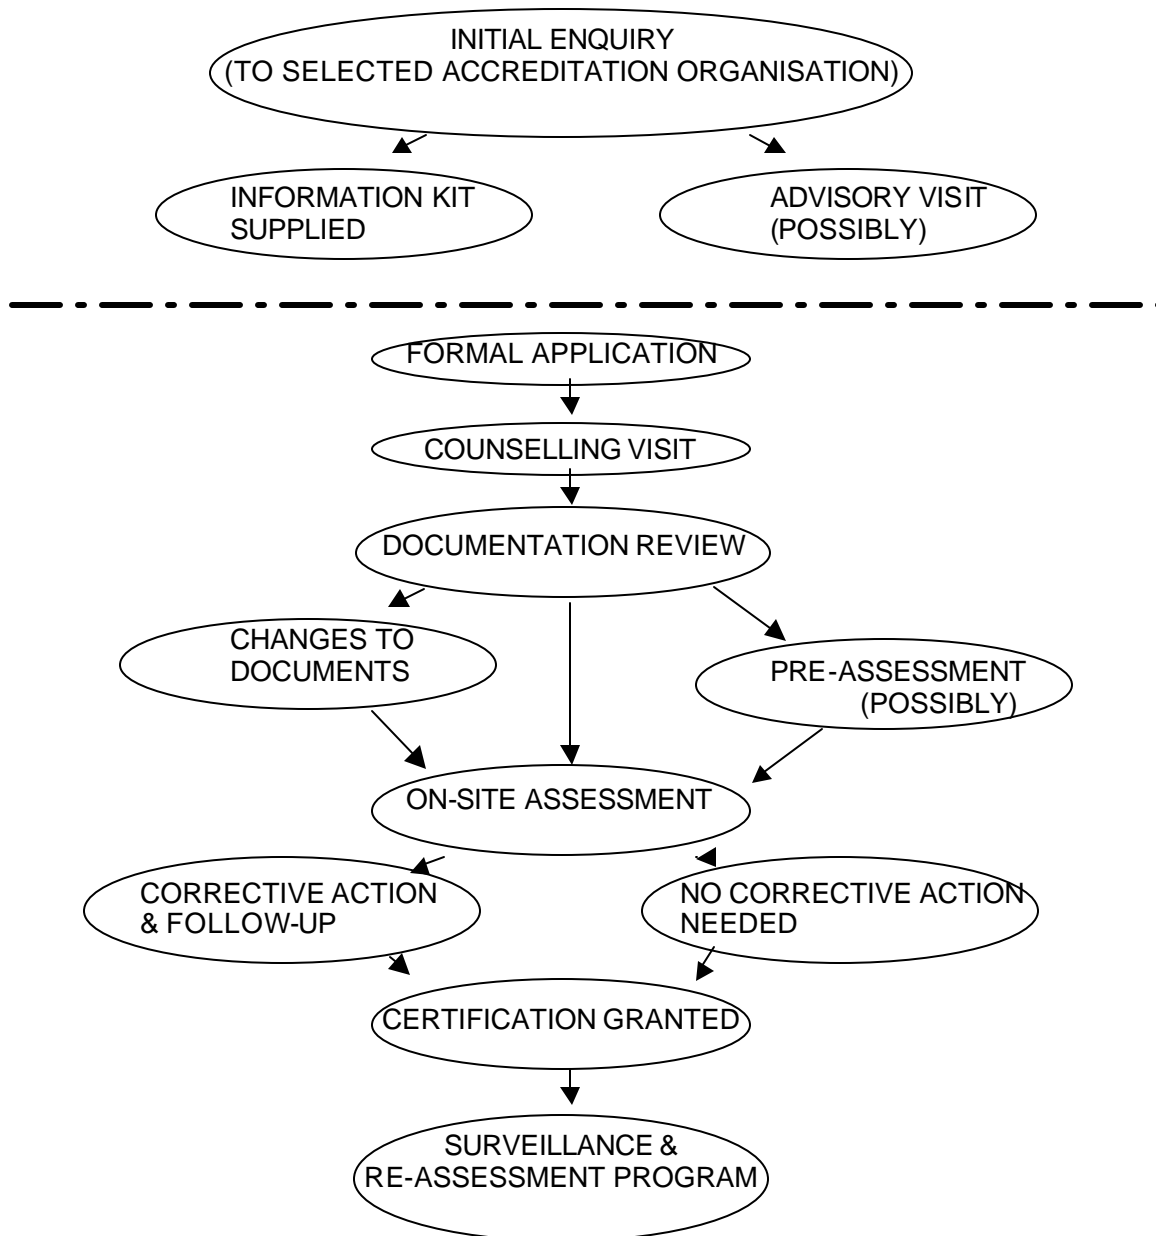 INITIAL ENQUIRY
(TO SELECTED ACCREDITATION ORGANISATION)
INFORMATION KIT
SUPPLIED
ADVISORY VISIT
(POSSIBLY)
FORMAL APPLICATION
COUNSELLING VISIT
DOCUMENTATION REVIEW
CHANGES TO
DOCUMENTS
PRE-ASSESSMENT
(POSSIBLY)
ON-SITE ASSESSMENT
CORRECTIVE ACTION
& FOLLOW-UP
NO CORRECTIVE ACTION
NEEDED
CERTIFICATION GRANTED
SURVEILLANCE &
RE-ASSESSMENT PROGRAM